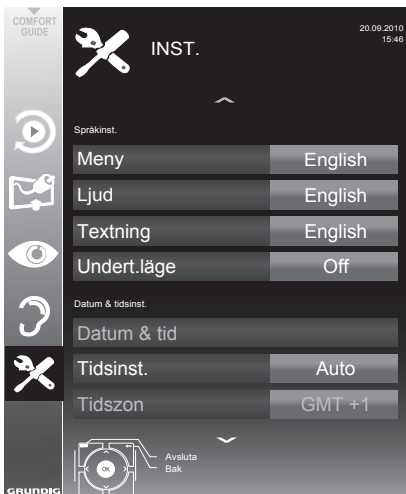 COMFORT
GUIDE
INST.
20.09.2010
15:46
Språkinst.
Meny English
Ljud English
Textning English
Undert.läge Off
Datum & tidsinst.
Datum & tid
Tidsinst. Auto
Tidszon GMT +1
Avsluta
Bak
OK
GRUNDIG